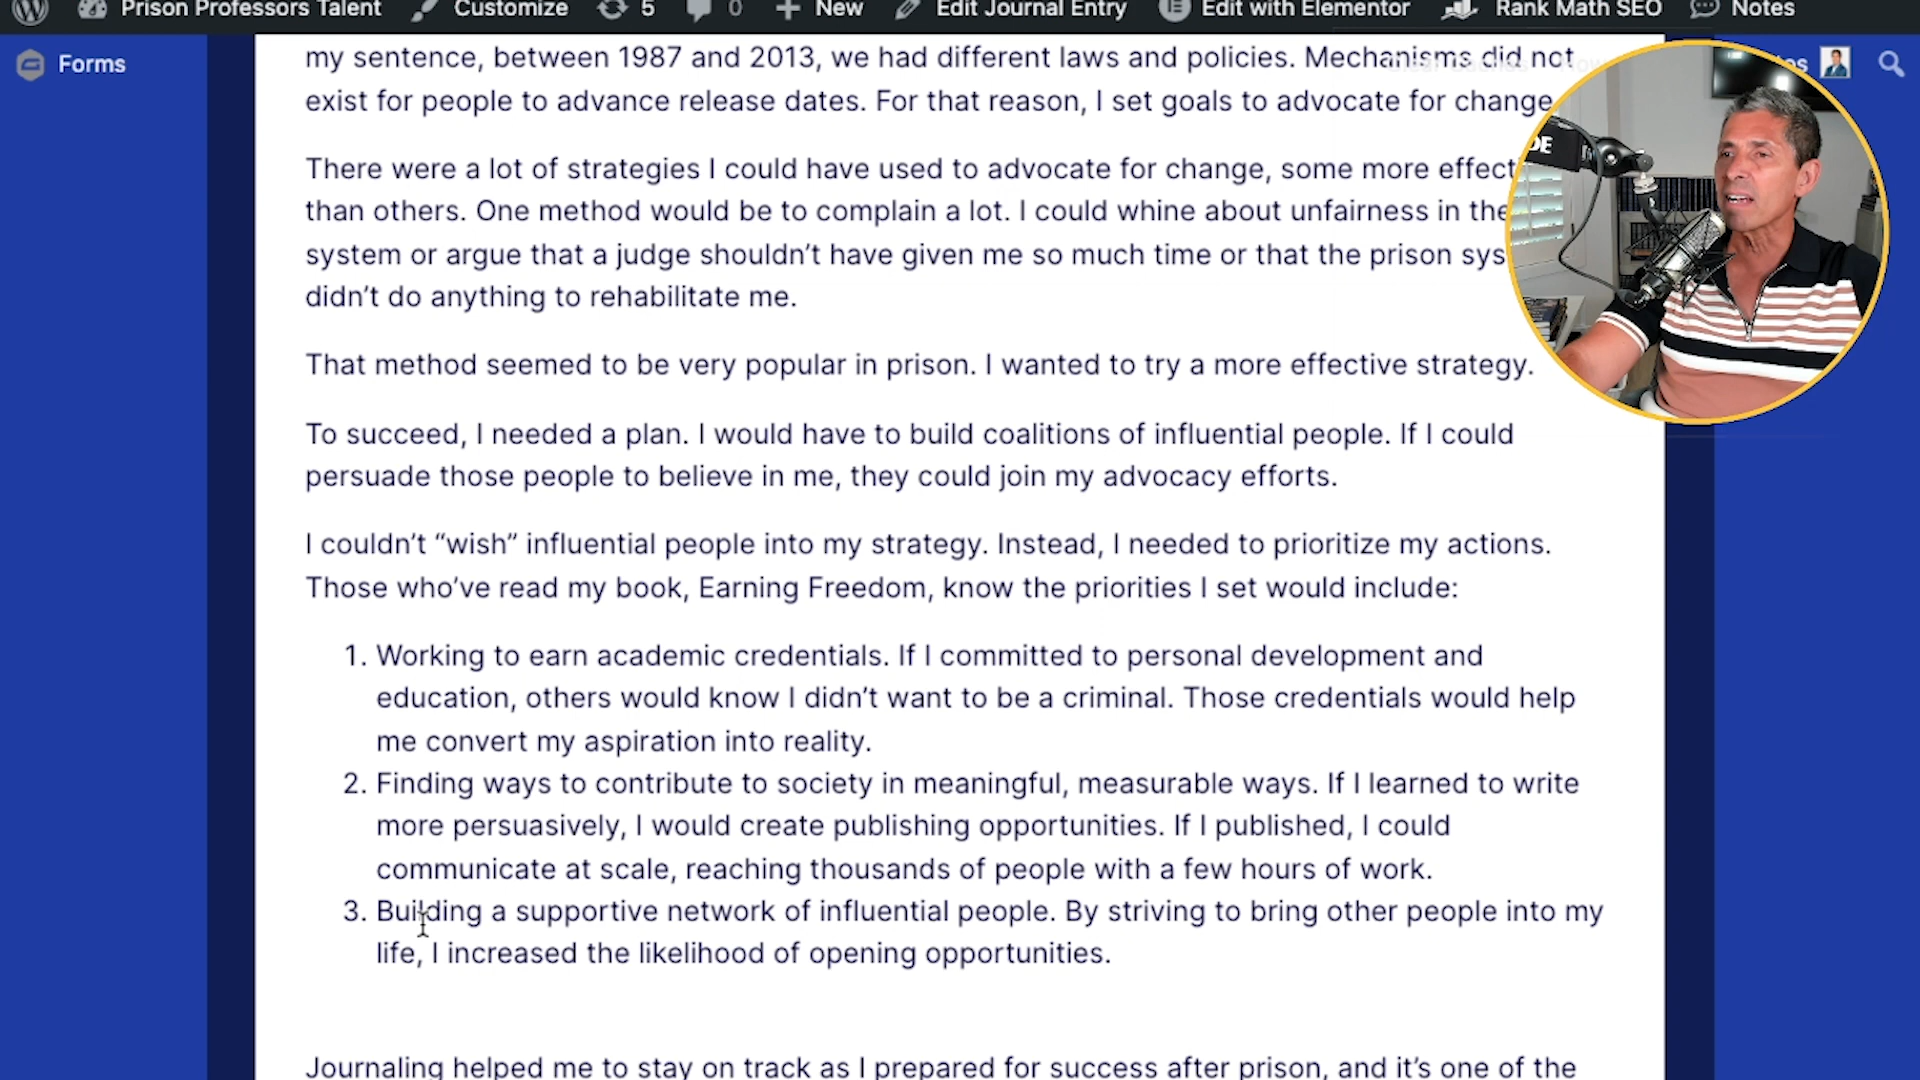 Prison Professors Talent Customize 5 0 New Edit Journal Entry Edit with Elementor Rank Math SEO Notes
Forms
my sentence, between 1987 and 2013, we had different laws and policies. Mechanisms did not
exist for people to advance release dates. For that reason, I set goals to advocate for change
There were a lot of strategies I could have used to advocate for change, some more effect
than others. One method would be to complain a lot. I could whine about unfairness in the
system or argue that a judge shouldn’t have given me so much time or that the prison sys
didn’t do anything to rehabilitate me.
That method seemed to be very popular in prison. I wanted to try a more effective strategy.
To succeed, I needed a plan. I would have to build coalitions of influential people. If I could
persuade those people to believe in me, they could join my advocacy efforts.
I couldn’t “wish” influential people into my strategy. Instead, I needed to prioritize my actions.
Those who’ve read my book, Earning Freedom, know the priorities I set would include:
1. Working to earn academic credentials. If I committed to personal development and
education, others would know I didn’t want to be a criminal. Those credentials would help
me convert my aspiration into reality.
2. Finding ways to contribute to society in meaningful, measurable ways. If I learned to write
more persuasively, I would create publishing opportunities. If I published, I could
communicate at scale, reaching thousands of people with a few hours of work.
3. Building a supportive network of influential people. By striving to bring other people into my
life, I increased the likelihood of opening opportunities.
Journaling helped me to stay on track as I prepared for success after prison, and it’s one of the